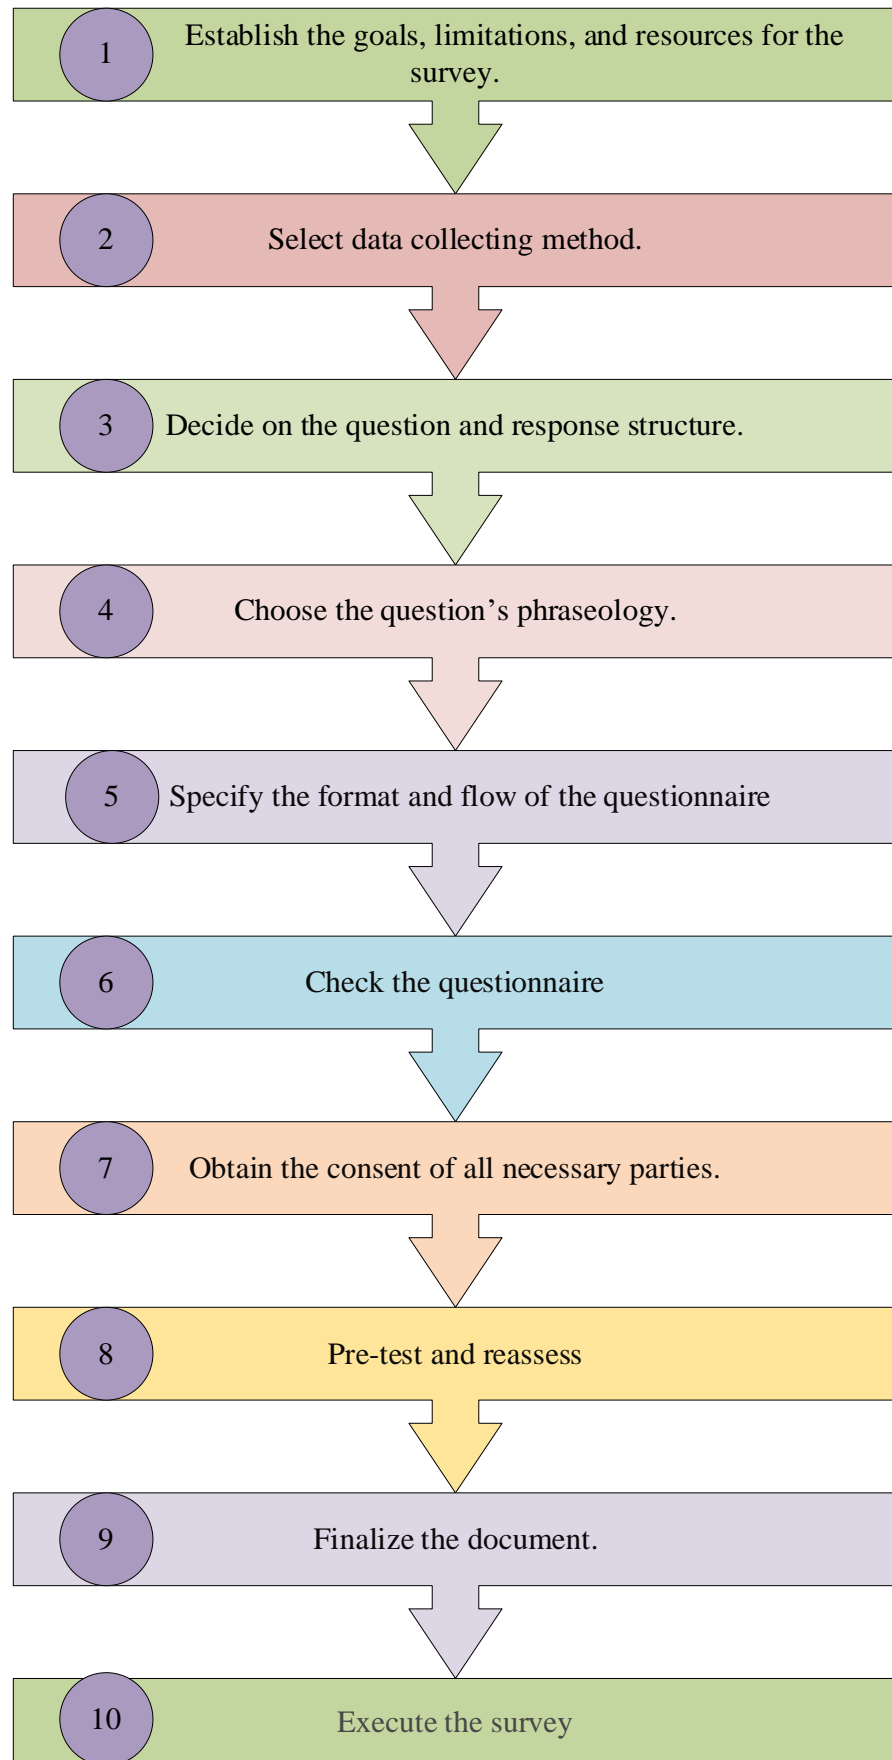 1
Establish the goals, limitations, and resources for the
survey.
2
Select data collecting method.
3
Decide on the question and response structure.
4
Choose the question’s phraseology.
5
Specify the format and flow of the questionnaire
6
Check the questionnaire
7
Obtain the consent of all necessary parties.
8
Pre-test and reassess
9
Finalize the document.
10
Execute the survey